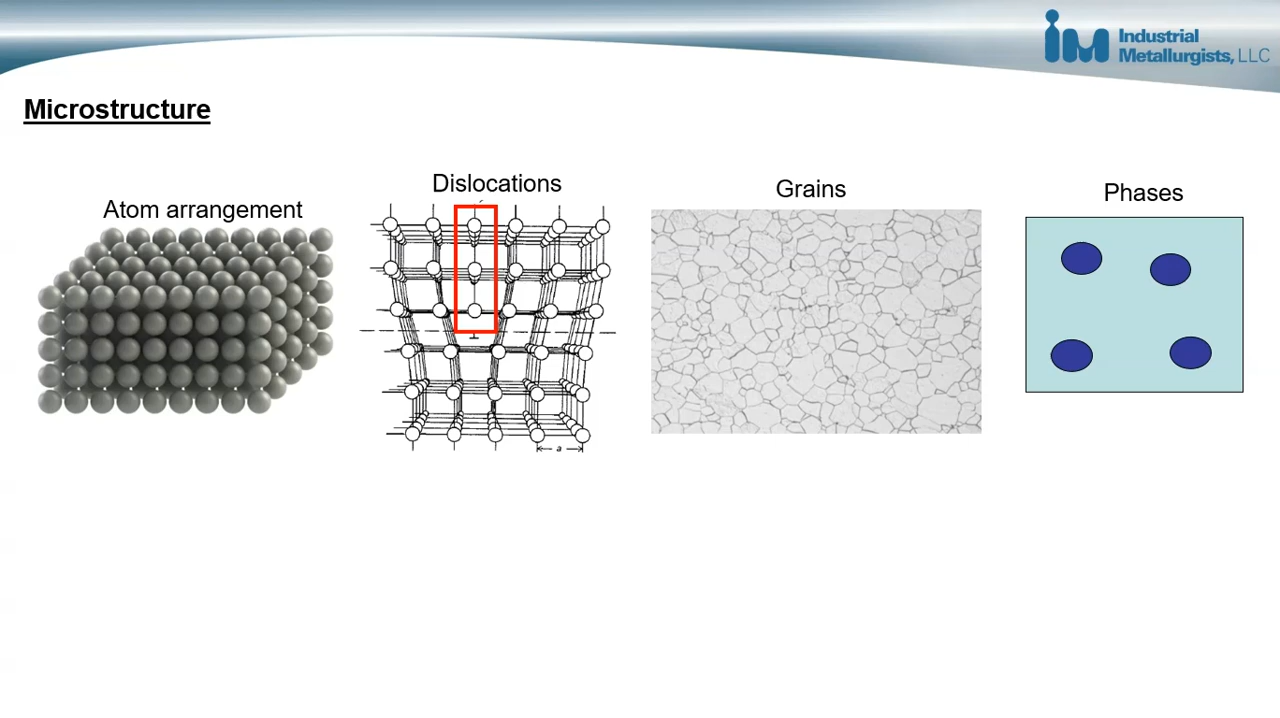 Industrial
Metallurgists, LLC
Microstructure
Atom arrangement
Dislocations
Grains
Phases
a